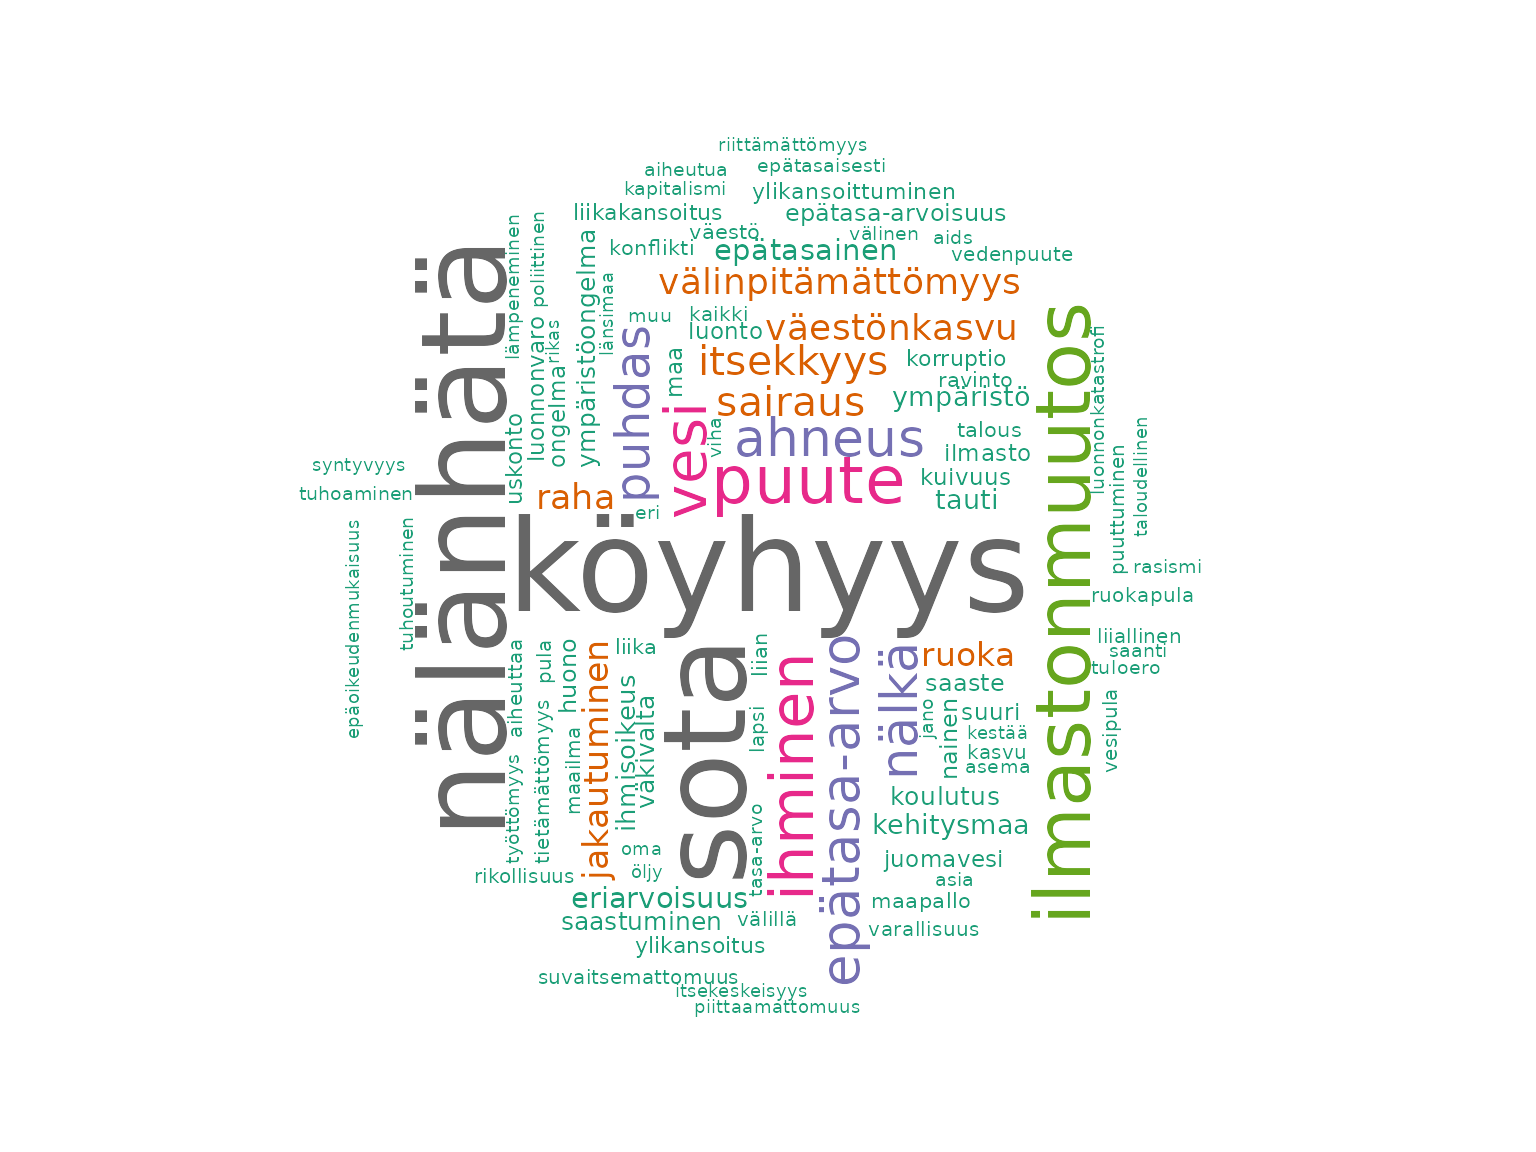 riittämättömyys
aiheutua
epätasaisesti
kapitalismi
ylikansoittuminen
liikakansoitus
epätasa-arvoisuus
väestö
välinen
aids
konflikti
epätasainen
vedenpuute
välinpitämättömyys
lämpeneminen
poliittinen
ympäristöongelma
länsimaa
nälänhätä
muu
kaikki
luonto
väestönkasvu
luonnonvaro
rikas
puhdas
maa
itsekkyys
korruptio
ravinto
ilmastonmuutos
luonnonkatastrofi
ongelma
sairaus
ympäristö
uskonto
vesi
viha
ahneus
talous
ilmasto
puuttuminen
taloudellinen
syntyvyys
tuhoaminen
raha
eri
puute
kuivuus
tauti
epäoikeudenmukaisuus
tuhoutuminen
köyhyys
rasismi
ruokapula
aiheuttaa
pula
huono
jakautuminen
liika
sota
liian
ihminen
epätasa-arvo
nälkä
ruoka
liiallinen
saanti
tuloero
saaste
ihmisoikeus
väkivalta
lapsi
jano
nainen
suuri
kestää
kasvu
asema
vesipula
työttömyys
tietämättömyys
maailma
koulutus
kehitysmaa
oma
öljy
tasa-arvo
juomavesi
rikollisuus
asia
eriarvoisuus
maapallo
saastuminen
välillä
varallisuus
ylikansoitus
suvaitsemattomuus
itsekeskeisyys
piittaamattomuus